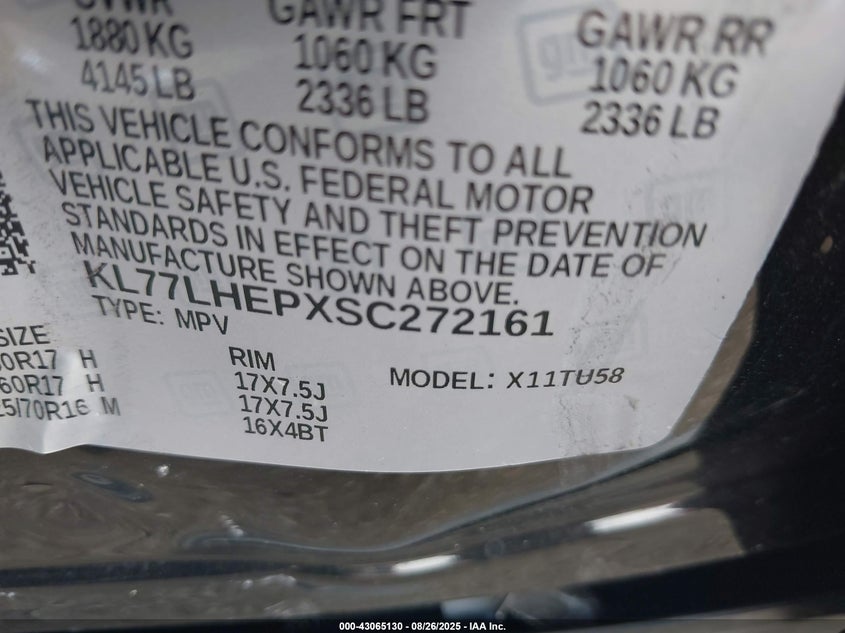 GVWR GAWR FRT GAWR RR
1880 KG 1060 KG 1060 KG
4145 LB 2336 LB 2336 LB
THIS VEHICLE CONFORMS TO ALL
APPLICABLE U.S. FEDERAL MOTOR
VEHICLE SAFETY AND THEFT PREVENTION
STANDARDS IN EFFECT ON THE DATE OF
MANUFACTURE SHOWN ABOVE.
KL77LHEPXSC272161
TYPE: MPV
SIZE RIM MODEL: X11TU58
0R17 H 17X7.5J
60R17 H 17X7.5J
5/70R16 M 16X4BT
000-43065130 - 08/26/2025 - IAA Inc.